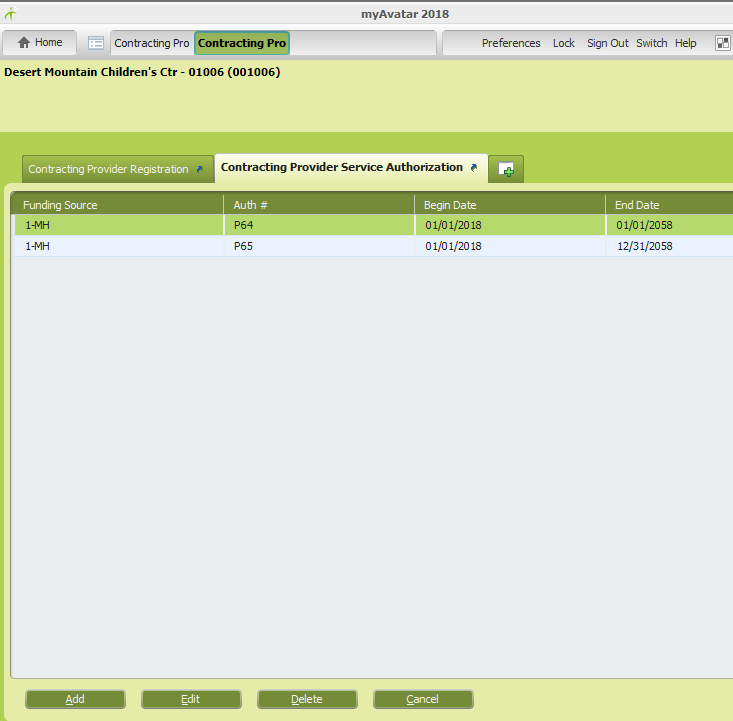 myAvatar 2018
Home Contracting Pro Contracting Pro Preferences Lock Sign Out Switch Help
Desert Mountain Children's Ctr - 01006 (001006)
Contracting Provider Registration Contracting Provider Service Authorization
Funding Source Auth # Begin Date End Date
1-MH P64 01/01/2018 01/01/2058
1-MH P65 01/01/2018 12/31/2058
Add Edit Delete Cancel